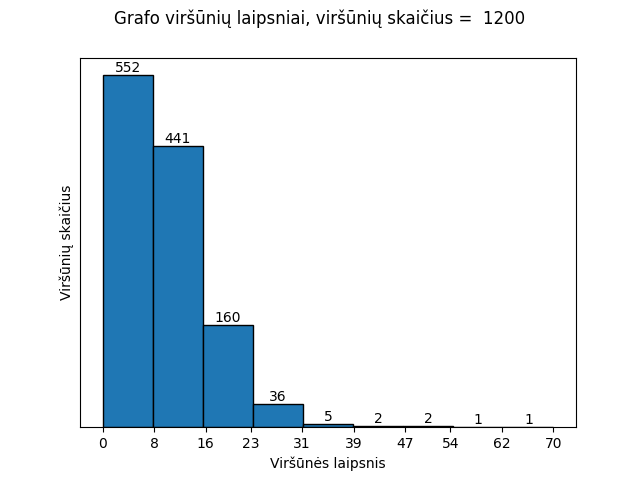 Grafo viršūnių laipsniai, viršūnių skaičius =  1200
552
441
160
36
5
2
2
1
1
Viršūnių skaičius
0 8 16 23 31 39 47 54 62 70
Viršūnės laipsnis